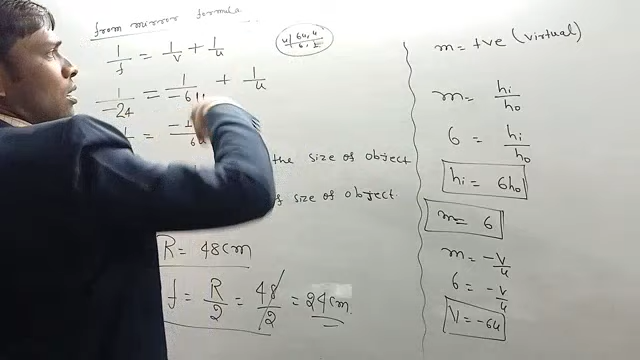 from mirror formula
1/f = 1/v + 1/u
1/-24 = 1/-6u + 1/u
= -1/6
the size of object
of size of object.
R = 48cm
f = R/2 = 48/2 = 24cm.
m = +ve (virtual)
m = hi/ho
6 = hi/ho
hi = 6ho
m = 6
m = -v/u
6 = -v/u
V = -6u